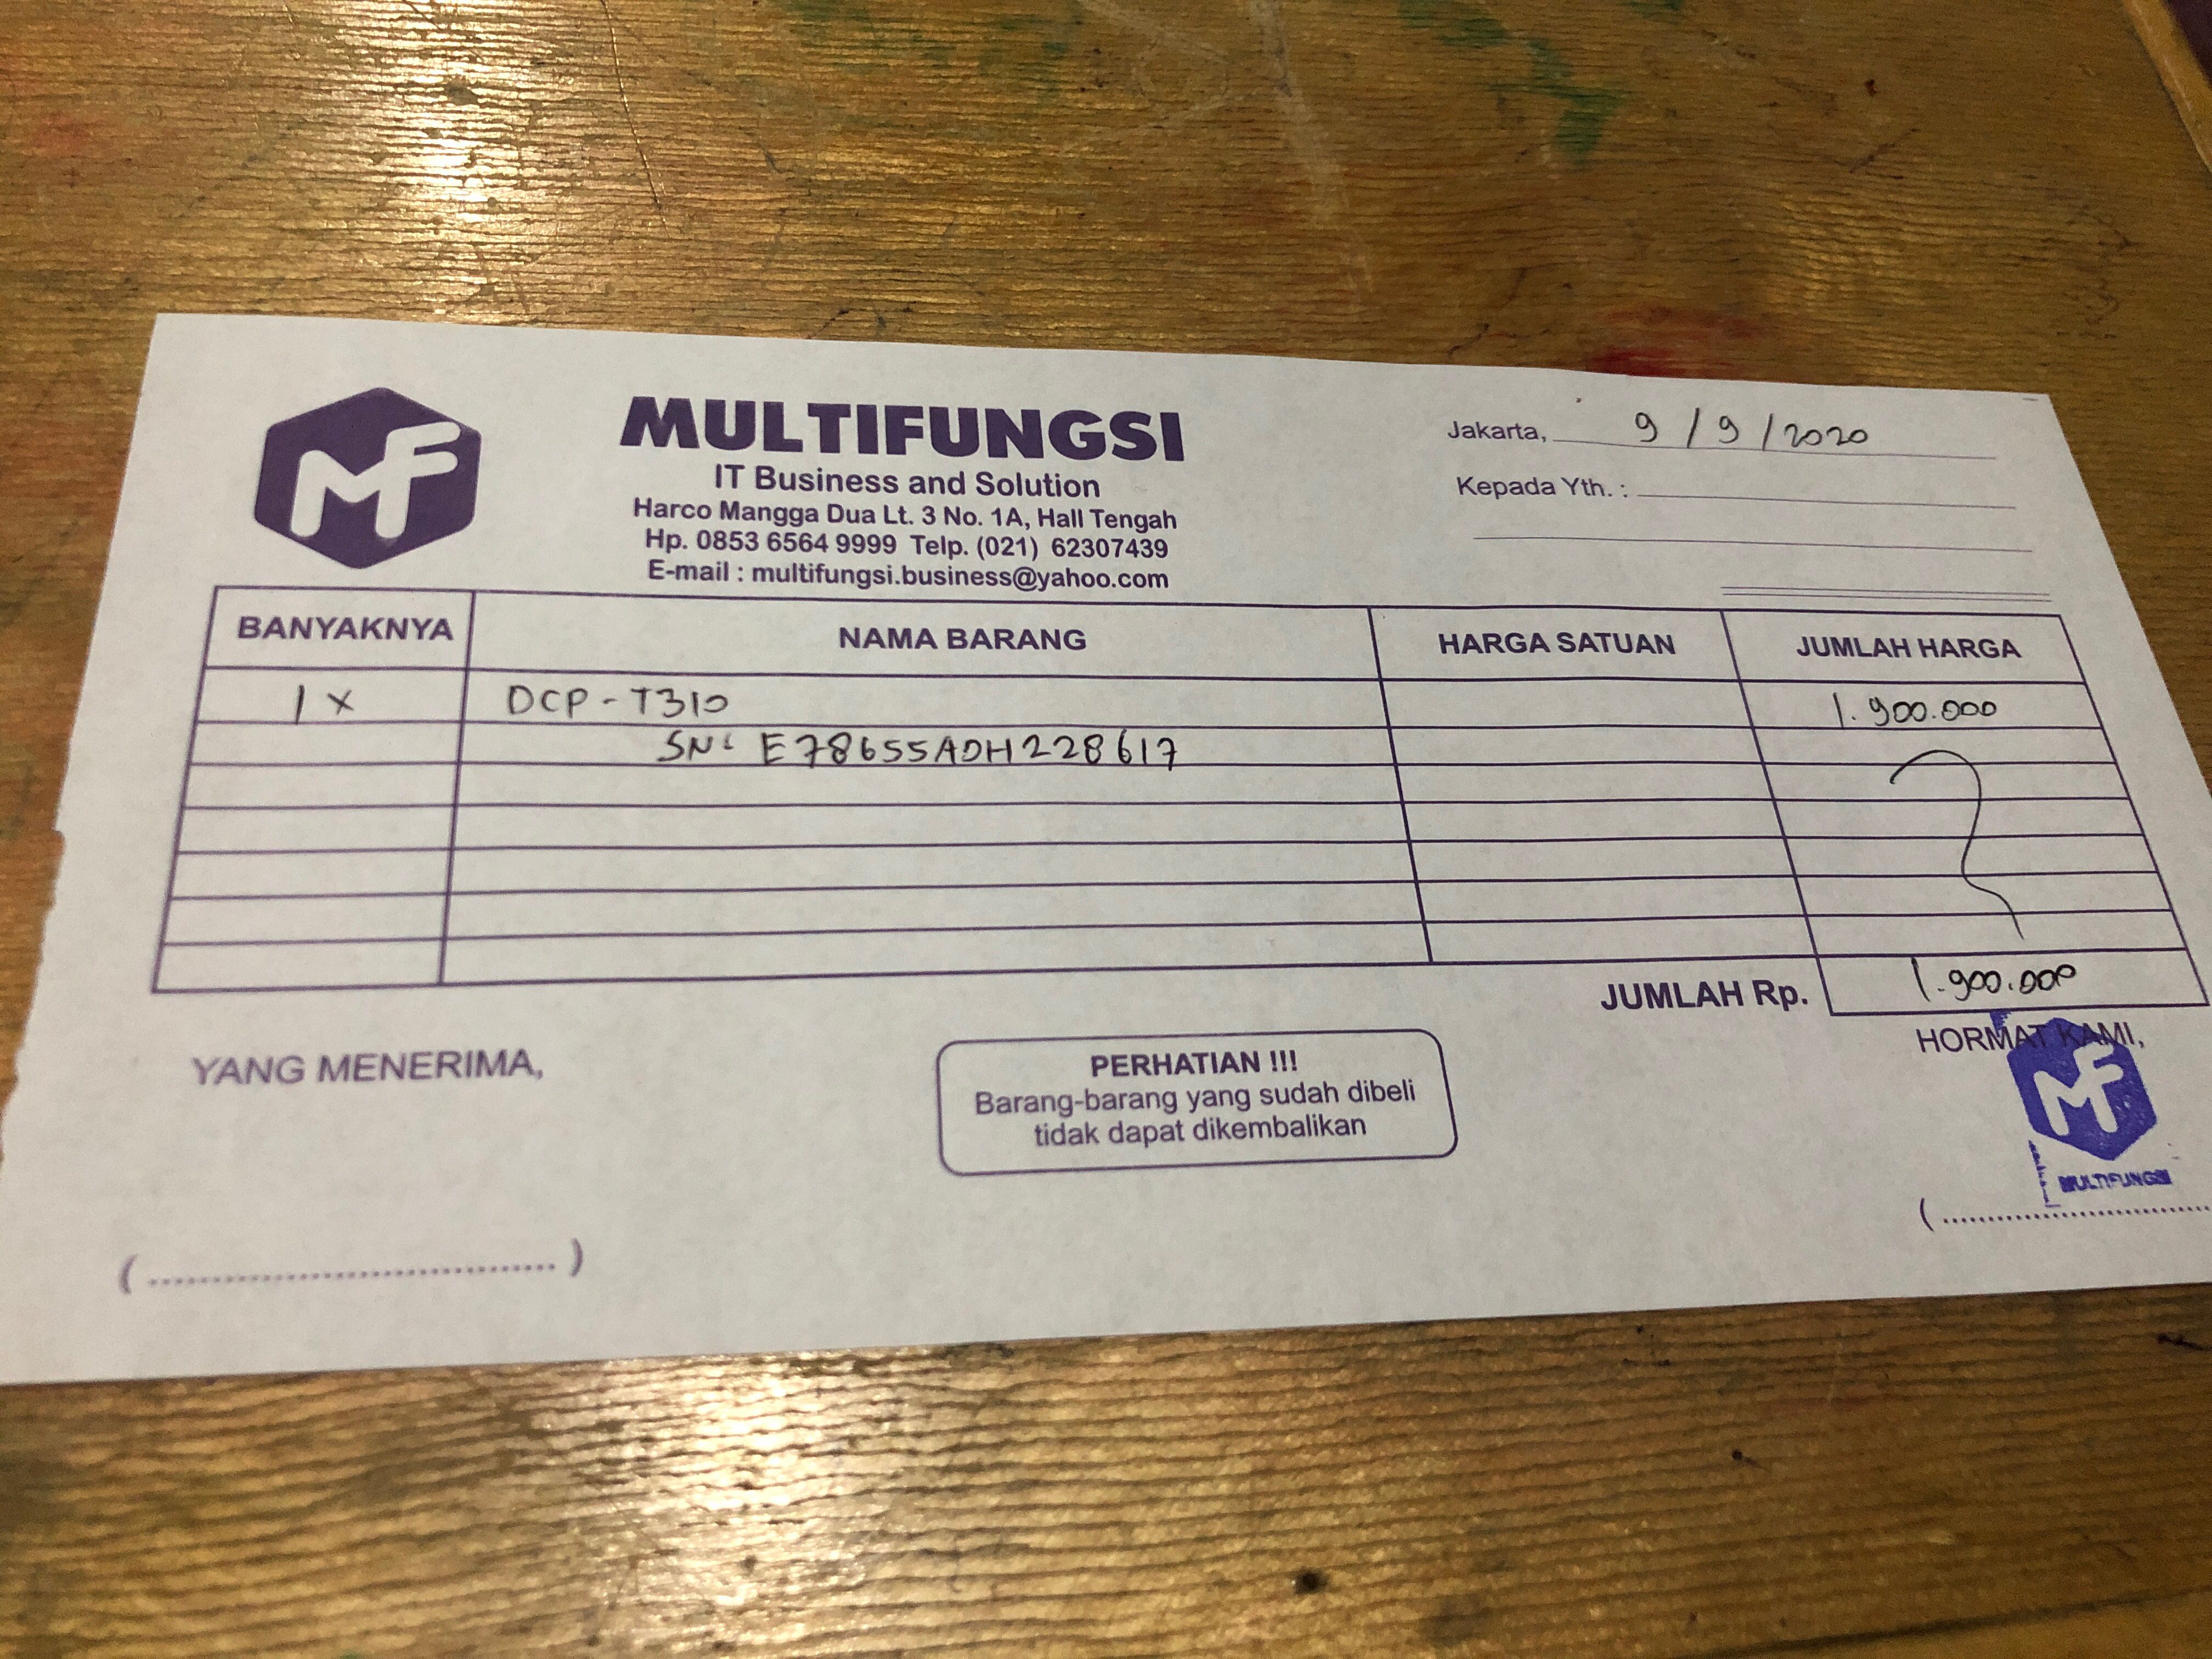 MF
MULTIFUNGSI
IT Business and Solution
Harco Mangga Dua Lt. 3 No. 1A, Hall Tengah
Hp. 0853 6564 9999 Telp. (021) 62307439
E-mail : multifungsi.business@yahoo.com
Jakarta, 9/9/2020
Kepada Yth. :
BANYAKNYA NAMA BARANG HARGA SATUAN JUMLAH HARGA
1 x DCP-T310 1.900.000
SN: E78655ADH228617
JUMLAH Rp. 1.900.000
YANG MENERIMA,
PERHATIAN !!!
Barang-barang yang sudah dibeli
tidak dapat dikembalikan
HORMAT KAMI,
MF
MULTIFUNGSI
(..................................)
(..................................